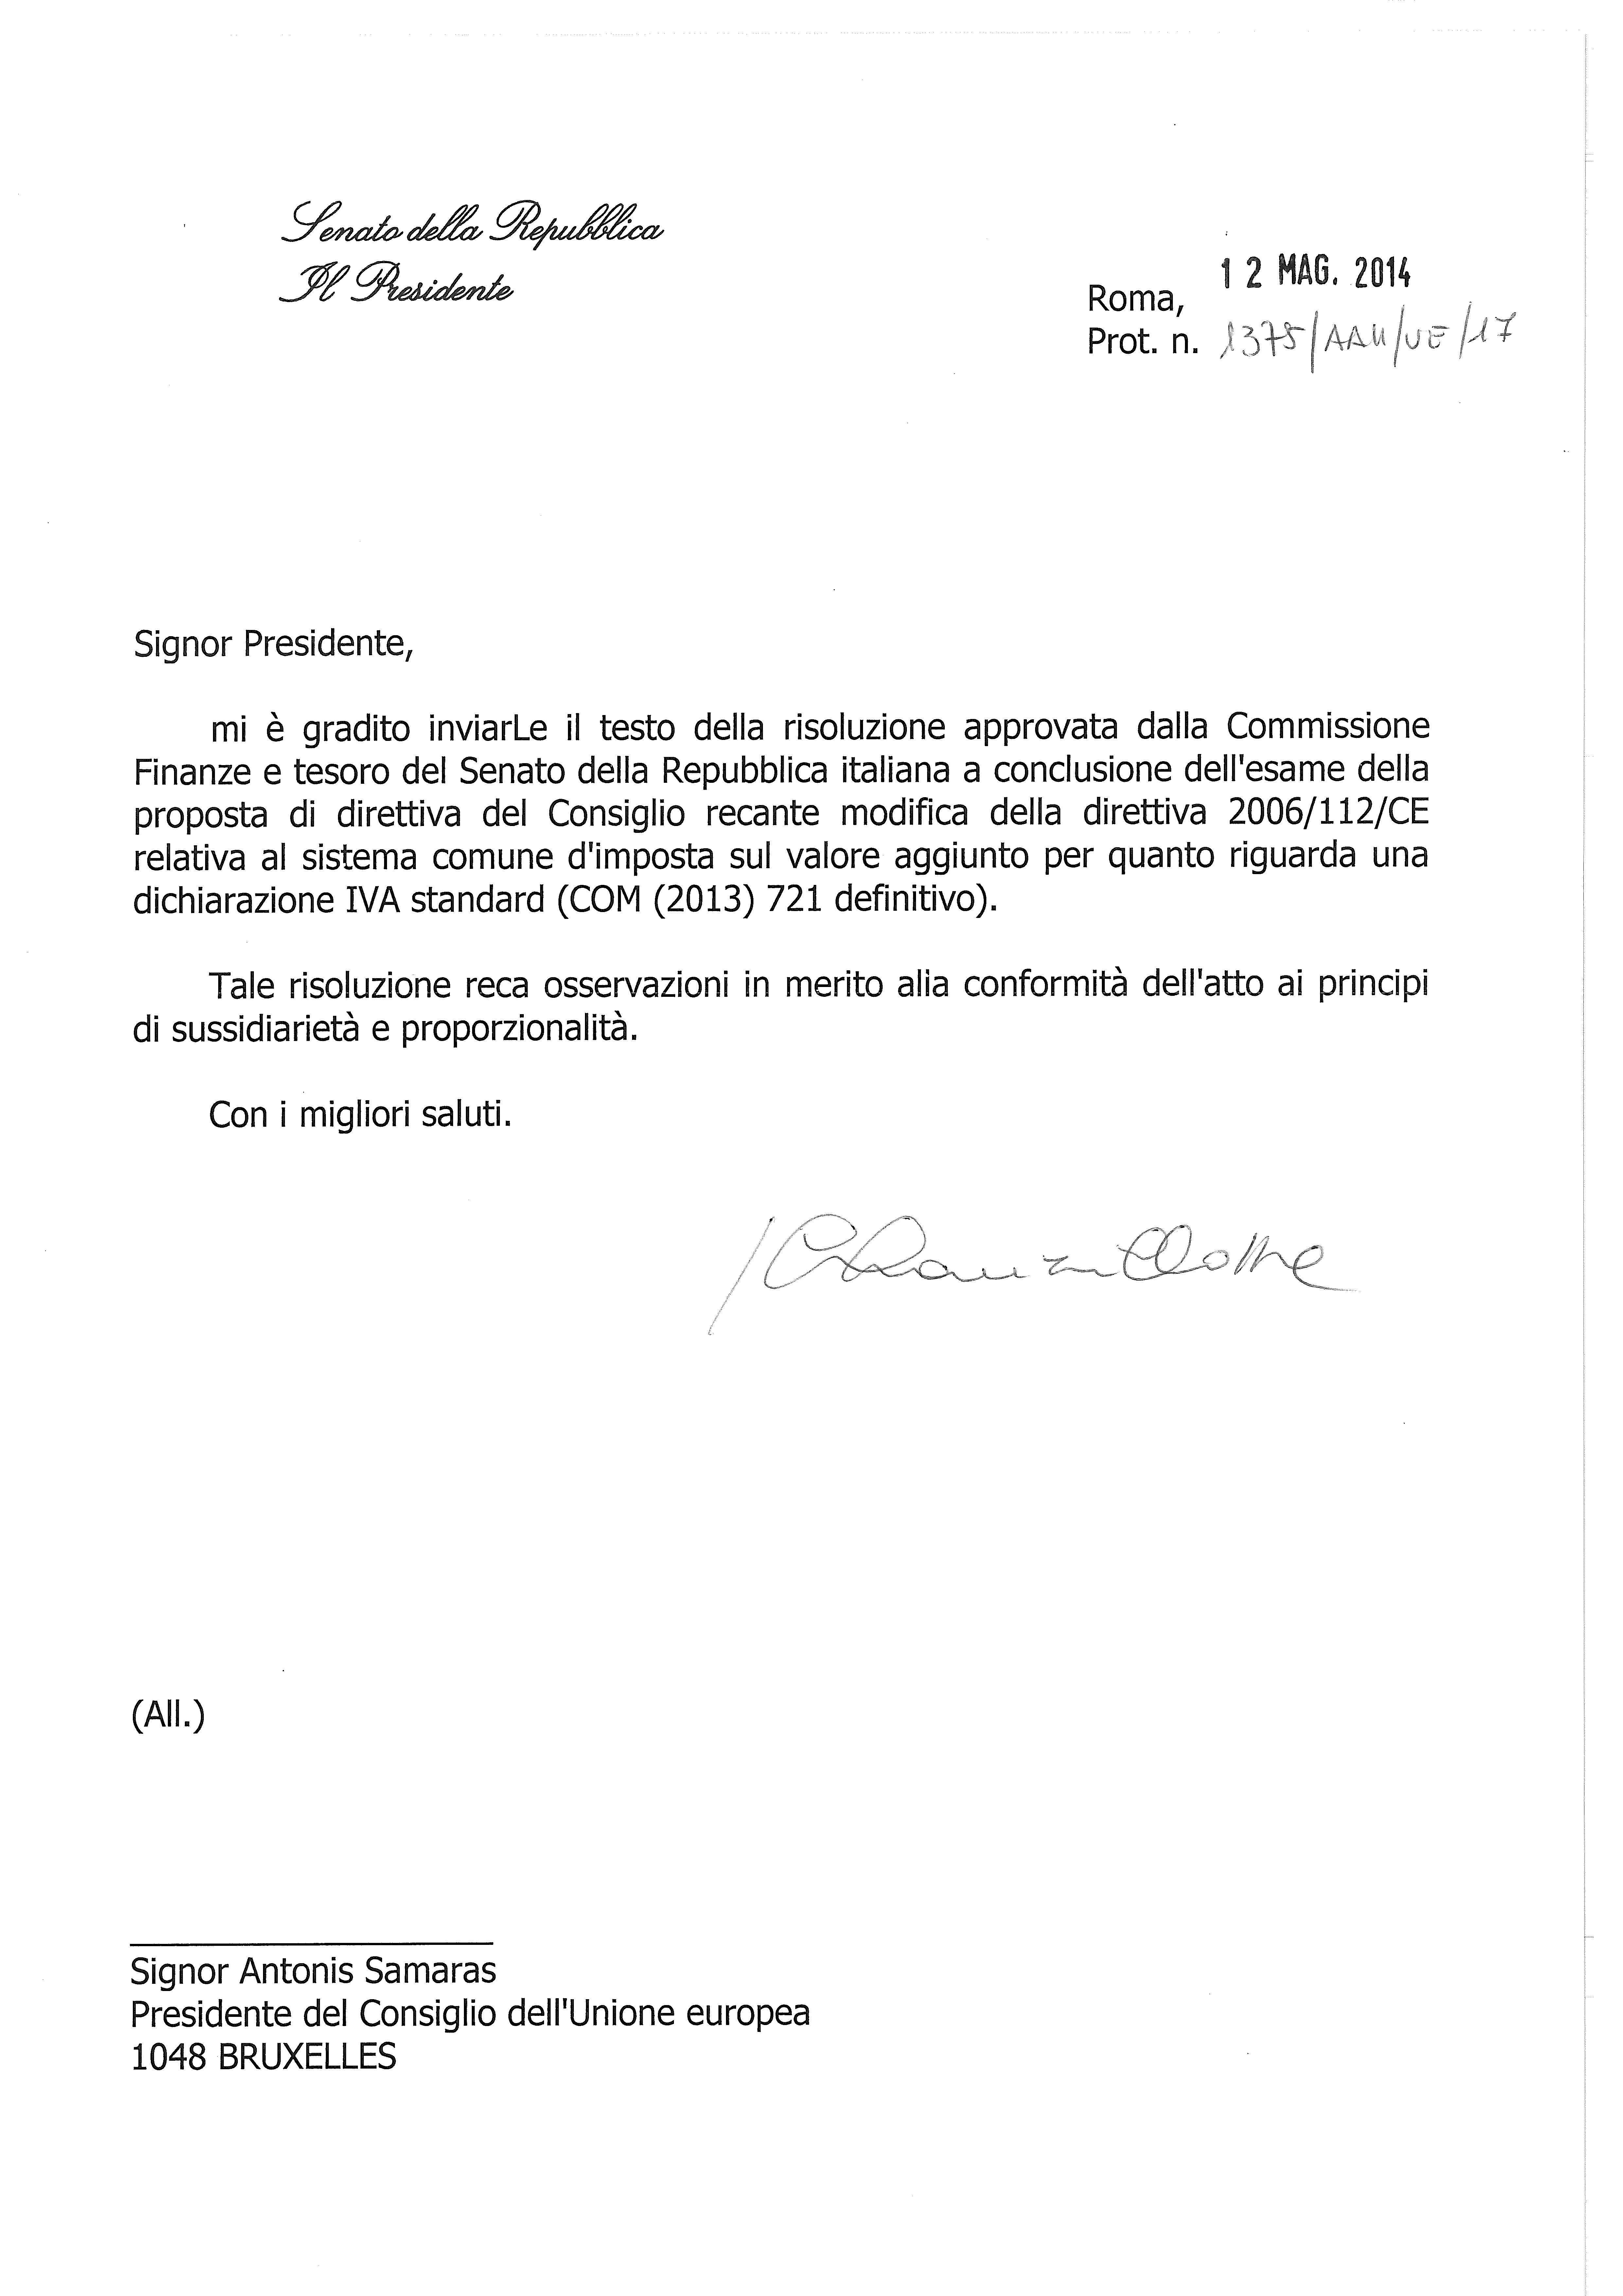 Senato della Repubblica
Il Presidente
12 MAG. 2014
Roma,
Prot. n. 1375/AAU/UE/17
Signor Presidente,
mi è gradito inviarLe il testo della risoluzione approvata dalla Commissione
Finanze e tesoro del Senato della Repubblica italiana a conclusione dell'esame della
proposta di direttiva del Consiglio recante modifica della direttiva 2006/112/CE
relativa al sistema comune d'imposta sul valore aggiunto per quanto riguarda una
dichiarazione IVA standard (COM (2013) 721 definitivo).
Tale risoluzione reca osservazioni in merito alla conformità dell'atto ai principi
di sussidiarietà e proporzionalità.
Con i migliori saluti.
(All.)
Signor Antonis Samaras
Presidente del Consiglio dell'Unione europea
1048 BRUXELLES